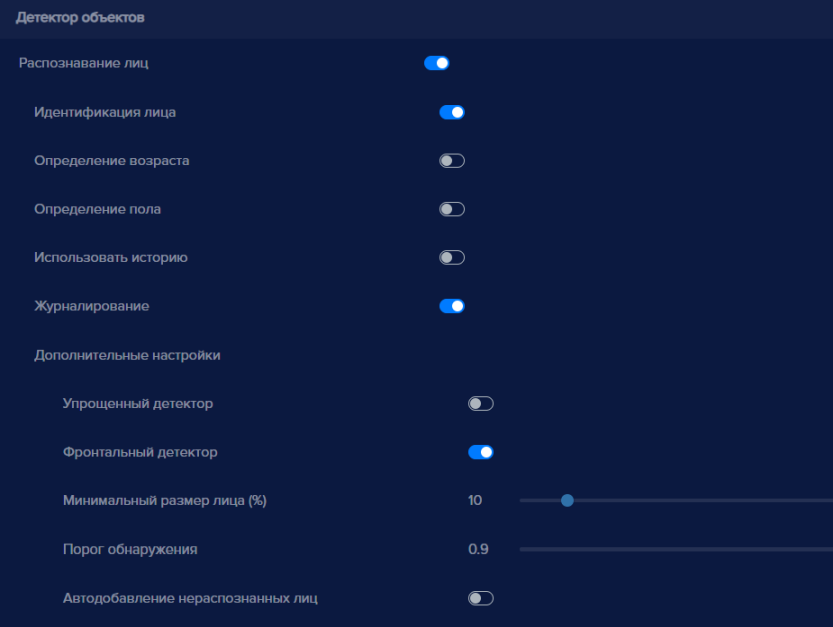 Детектор объектов
Распознавание лиц
Идентификация лица
Определение возраста
Определение пола
Использовать историю
Журналирование
Дополнительные настройки
Упрощенный детектор
Фронтальный детектор
Минимальный размер лица (%) 10
Порог обнаружения 0.9
Автодобавление нераспознанных лиц